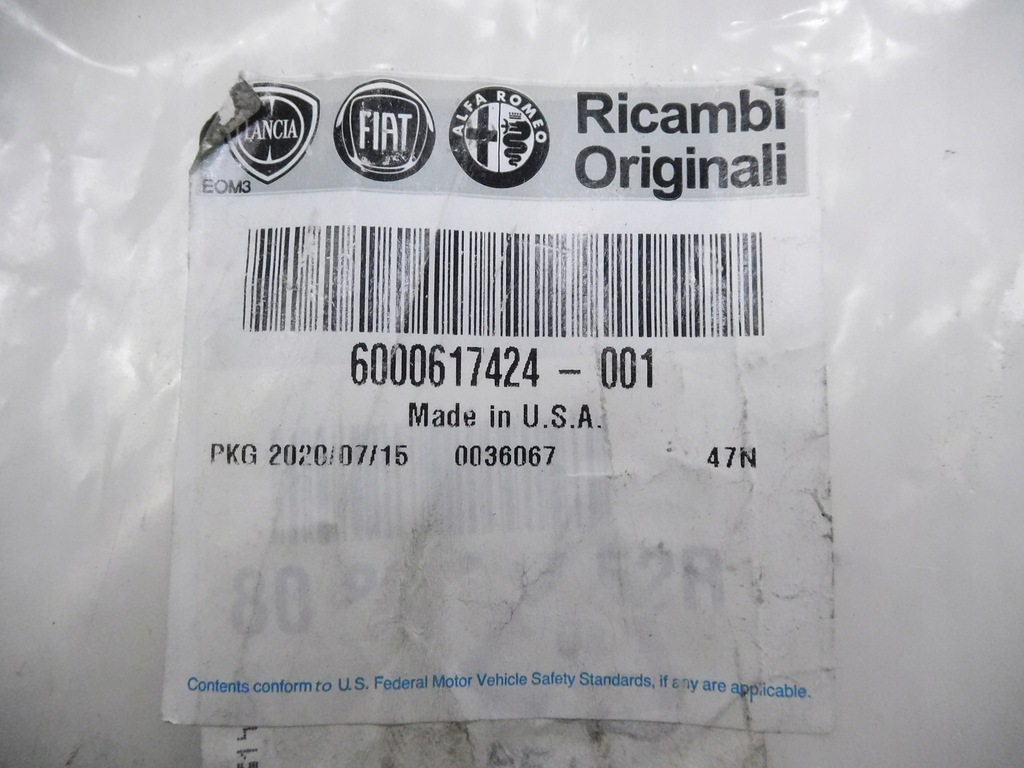 LANCIA FIAT ALFA ROMEO Ricambi
Originali
EOM3
6000617424 - 001
Made in U.S.A.
PKG 2020/07/15 0036067 47N
Contents conform to U.S. Federal Motor Vehicle Safety Standards, if any are applicable.